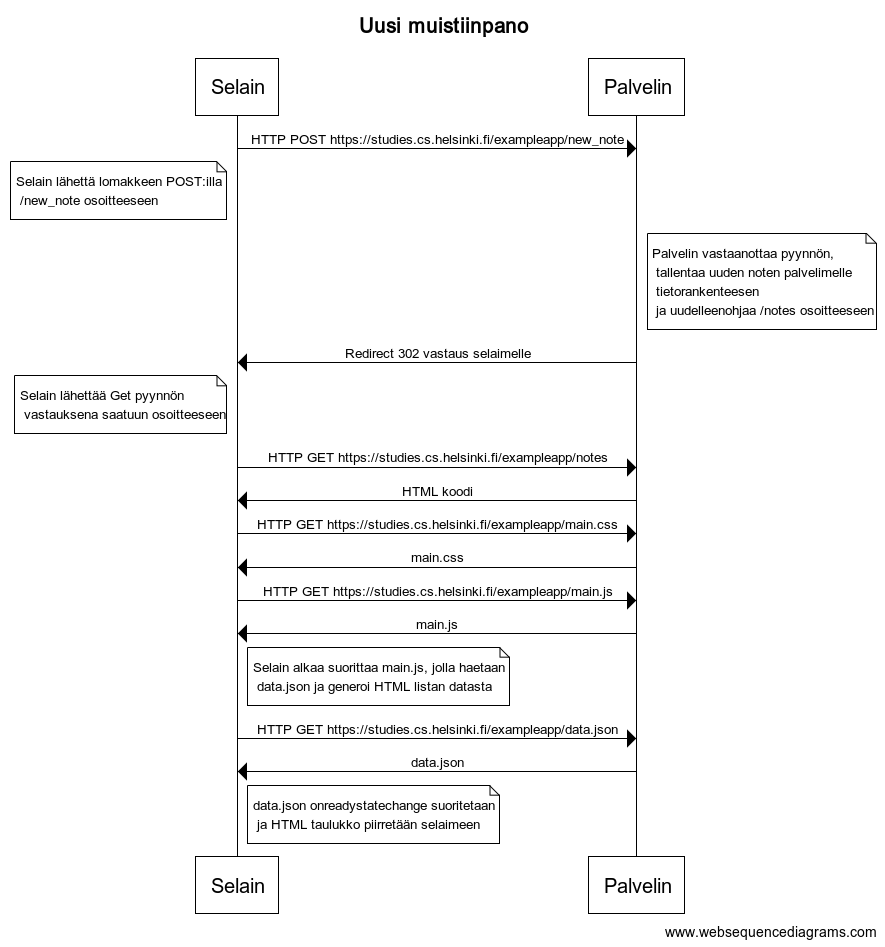 Uusi muistiinpano
Selain
Palvelin
HTTP POST https://studies.cs.helsinki.fi/exampleapp/new_note
Selain lähettä lomakkeen POST:illa
/new_note osoitteeseen
Palvelin vastaanottaa pyynnön,
tallentaa uuden noten palvelimelle
tietorankenteesen
ja uudelleenohjaa /notes osoitteeseen
Redirect 302 vastaus selaimelle
Selain lähettää Get pyynnön
vastauksena saatuun osoitteeseen
HTTP GET https://studies.cs.helsinki.fi/exampleapp/notes
HTML koodi
HTTP GET https://studies.cs.helsinki.fi/exampleapp/main.css
main.css
HTTP GET https://studies.cs.helsinki.fi/exampleapp/main.js
main.js
Selain alkaa suorittaa main.js, jolla haetaan
data.json ja generoi HTML listan datasta
HTTP GET https://studies.cs.helsinki.fi/exampleapp/data.json
data.json
data.json onreadystatechange suoritetaan
ja HTML taulukko piirretään selaimeen
Selain
Palvelin
www.websequencediagrams.com